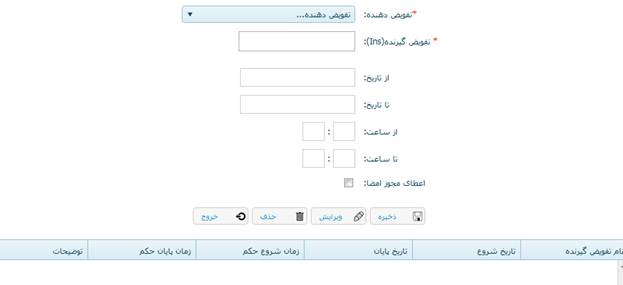 *تفویض دهنده: تفویض دهنده...
* تفویض گیرنده(Ins):
از تاریخ:
تا تاریخ:
از ساعت: :
تا ساعت: :
اعطای مجوز امضا:
ذخیره ویرایش حذف خروج
نام تفویض گیرنده تاریخ شروع تاریخ پایان زمان شروع حکم زمان پایان حکم توضیحات